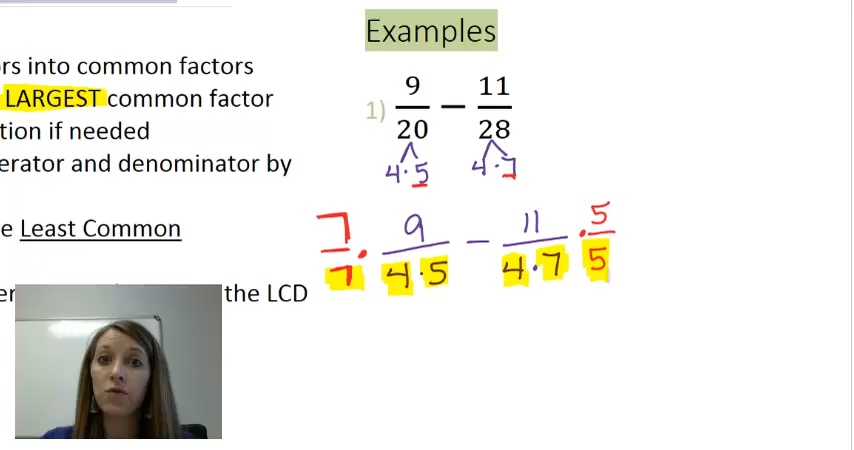 Examples
rs into common factors
LARGEST common factor
tion if needed
erator and denominator by
e Least Common
the LCD
1) 9/20 − 11/28
4·5 4·7
7/7 · 9/4·5 − 11/4·7 · 5/5